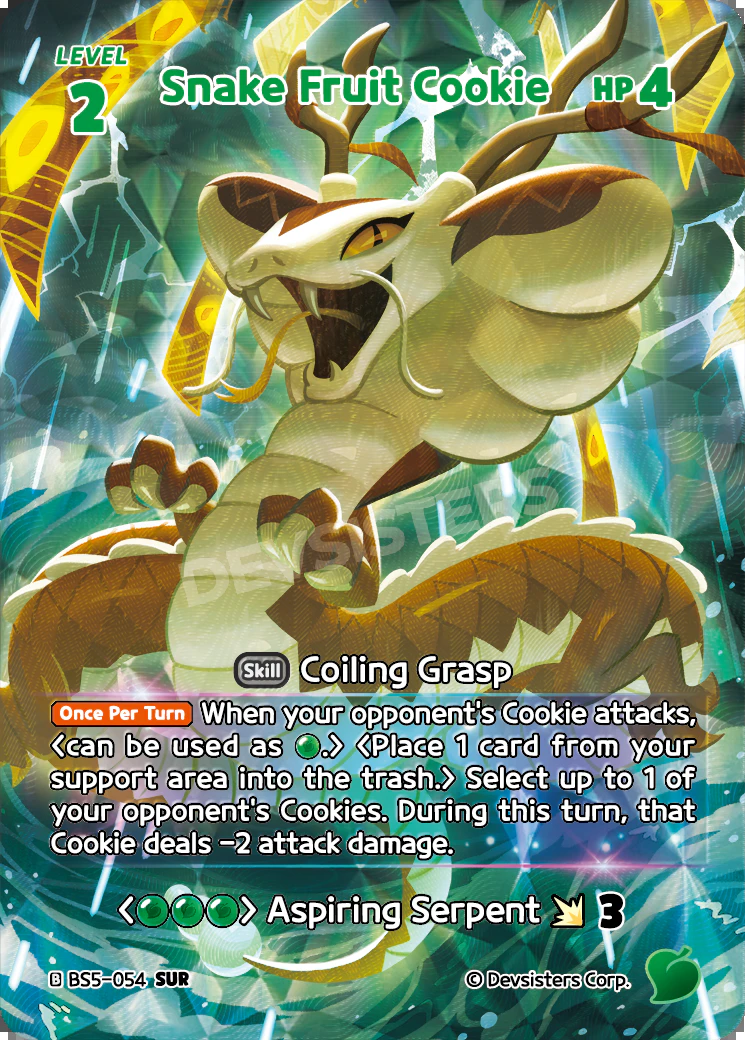 LEVEL
2
Snake Fruit Cookie
HP 4
DEVSISTERS
Skill Coiling Grasp
Once Per Turn When your opponent's Cookie attacks,
<can be used as .> <Place 1 card from your
support area into the trash.> Select up to 1 of
your opponent's Cookies. During this turn, that
Cookie deals -2 attack damage.
< > Aspiring Serpent 3
B BS5-054 SUR
© Devsisters Corp.